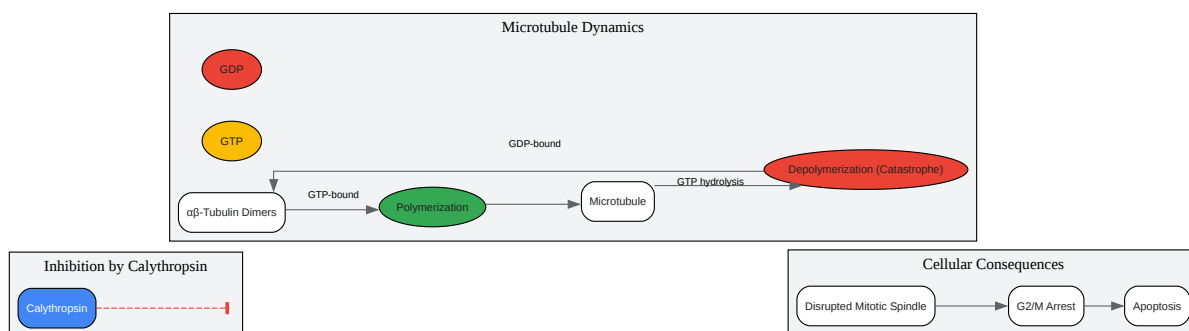 Microtubule Dynamics
GDP
GTP
GDP-bound
Depolymerization (Catastrophe)
GTP hydrolysis
GTP-bound
αβ-Tubulin Dimers
Polymerization
Microtubule
Inhibition by Calythropsin
Calythropsin
Cellular Consequences
Disrupted Mitotic Spindle
G2/M Arrest
Apoptosis